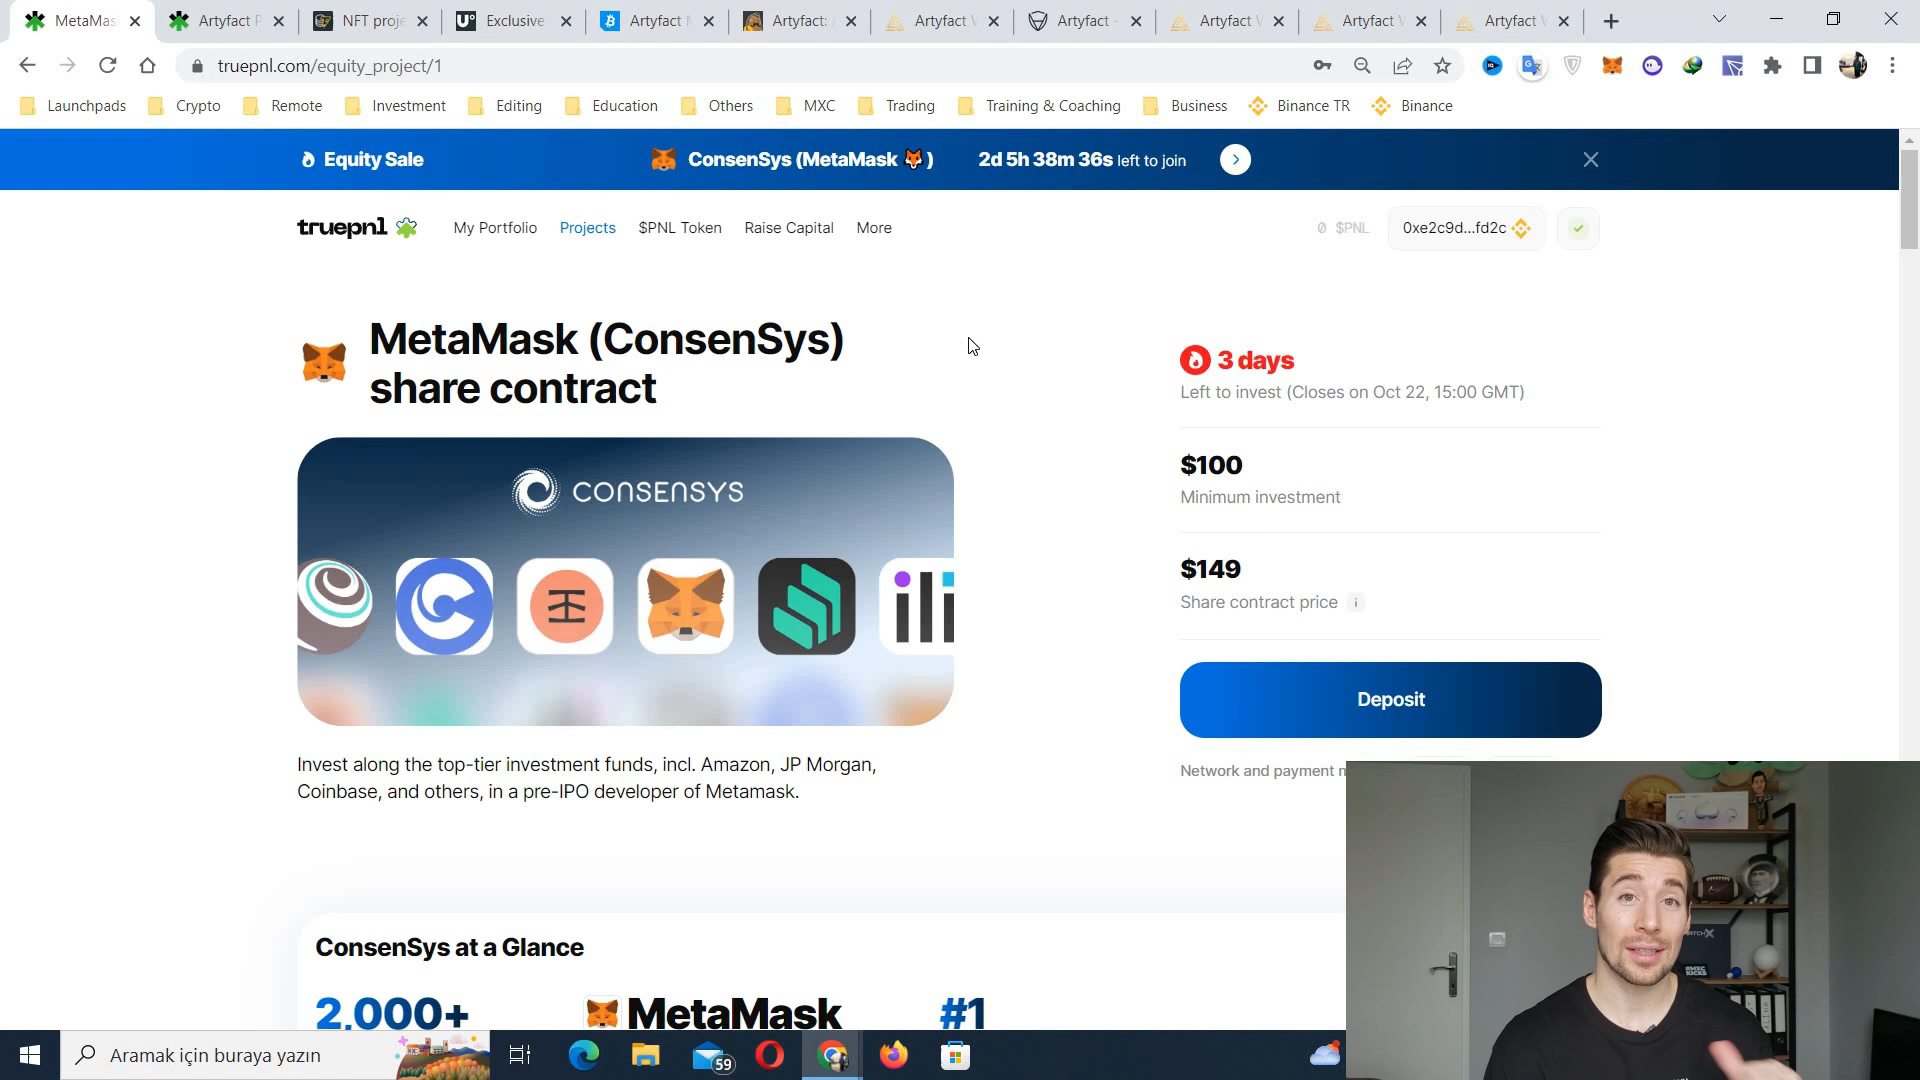 MetaMas
Artyfact P
NFT proje
Exclusive
Artyfact M
Artyfact:
Artyfact
Artyfact -
Artyfact
Artyfact
Artyfact
truepnl.com/equity_project/1
Launchpads
Crypto
Remote
Investment
Editing
Education
Others
MXC
Trading
Training & Coaching
Business
Binance TR
Binance
Equity Sale
ConsenSys (MetaMask 🦊 )
2d 5h 38m 36s left to join
truepnl
My Portfolio
Projects
$PNL Token
Raise Capital
More
0 $PNL
0xe2c9d...fd2c
MetaMask (ConsenSys)
share contract
3 days
Left to invest (Closes on Oct 22, 15:00 GMT)
CONSENSYS
$100
Minimum investment
$149
Share contract price
Deposit
Invest along the top-tier investment funds, incl. Amazon, JP Morgan,
Coinbase, and others, in a pre-IPO developer of Metamask.
Network and payment
ConsenSys at a Glance
2,000+
MetaMask
#1
Aramak için buraya yazın
59